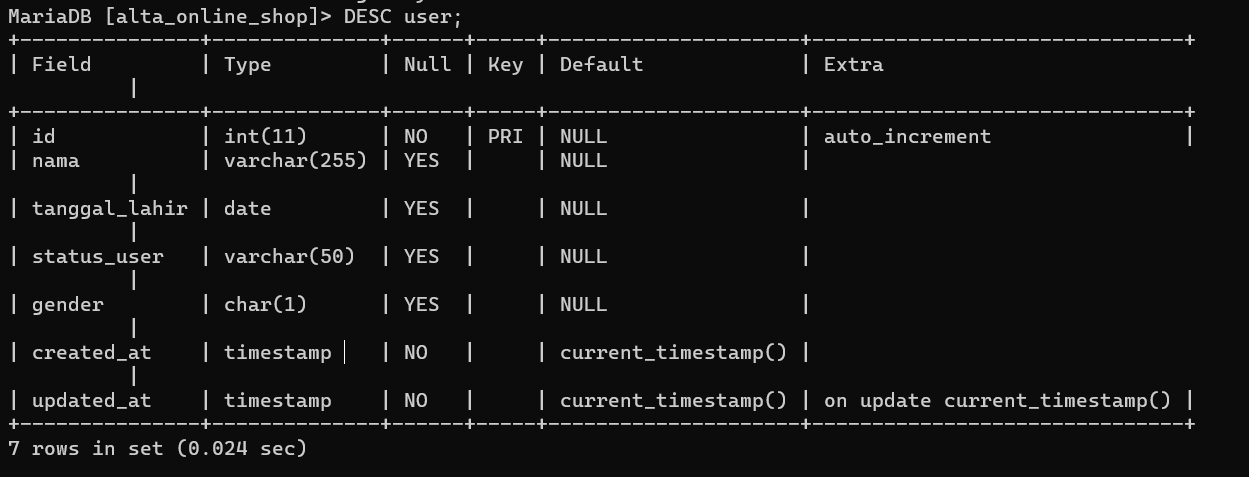 MariaDB [alta_online_shop]> DESC user;
+---------------+--------------+------+-----+---------------------+-------------------------------+
| Field         | Type         | Null | Key | Default             | Extra
          |
+---------------+--------------+------+-----+---------------------+-------------------------------+
| id            | int(11)      | NO   | PRI | NULL                | auto_increment                |
| nama          | varchar(255) | YES  |     | NULL                |
          |
| tanggal_lahir | date         | YES  |     | NULL                |
          |
| status_user   | varchar(50)  | YES  |     | NULL                |
          |
| gender        | char(1)      | YES  |     | NULL                |
          |
| created_at    | timestamp    | NO   |     | current_timestamp() |
          |
| updated_at    | timestamp    | NO   |     | current_timestamp() | on update current_timestamp() |
+---------------+--------------+------+-----+---------------------+-------------------------------+
7 rows in set (0.024 sec)